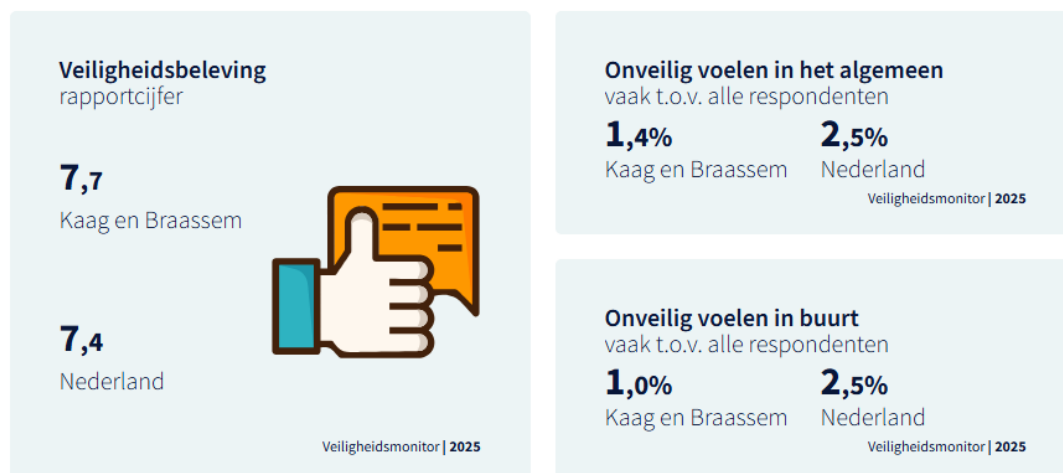 Veiligheidsbeleving
rapportcijfer
7,7
Kaag en Braassem
7,4
Nederland
Veiligheidsmonitor | 2025
Onveilig voelen in het algemeen
vaak t.o.v. alle respondenten
1,4% 2,5%
Kaag en Braassem Nederland
Veiligheidsmonitor | 2025
Onveilig voelen in buurt
vaak t.o.v. alle respondenten
1,0% 2,5%
Kaag en Braassem Nederland
Veiligheidsmonitor | 2025